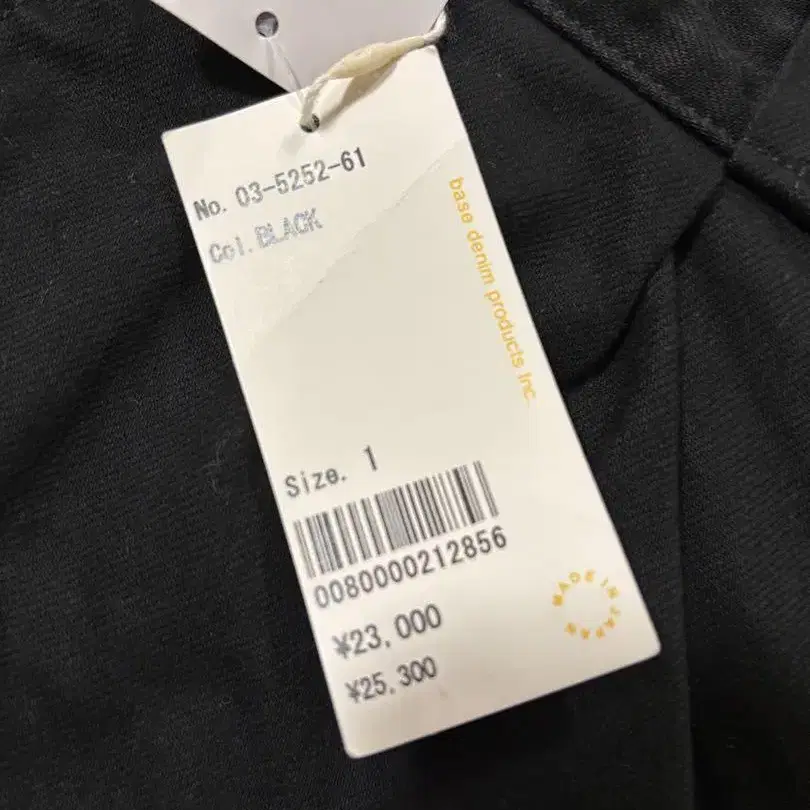 No. 03-5252-61
Col. BLACK
base denim products Inc.
Size. 1
0080000212856
¥23,000
¥25,300
MADE IN JAPAN